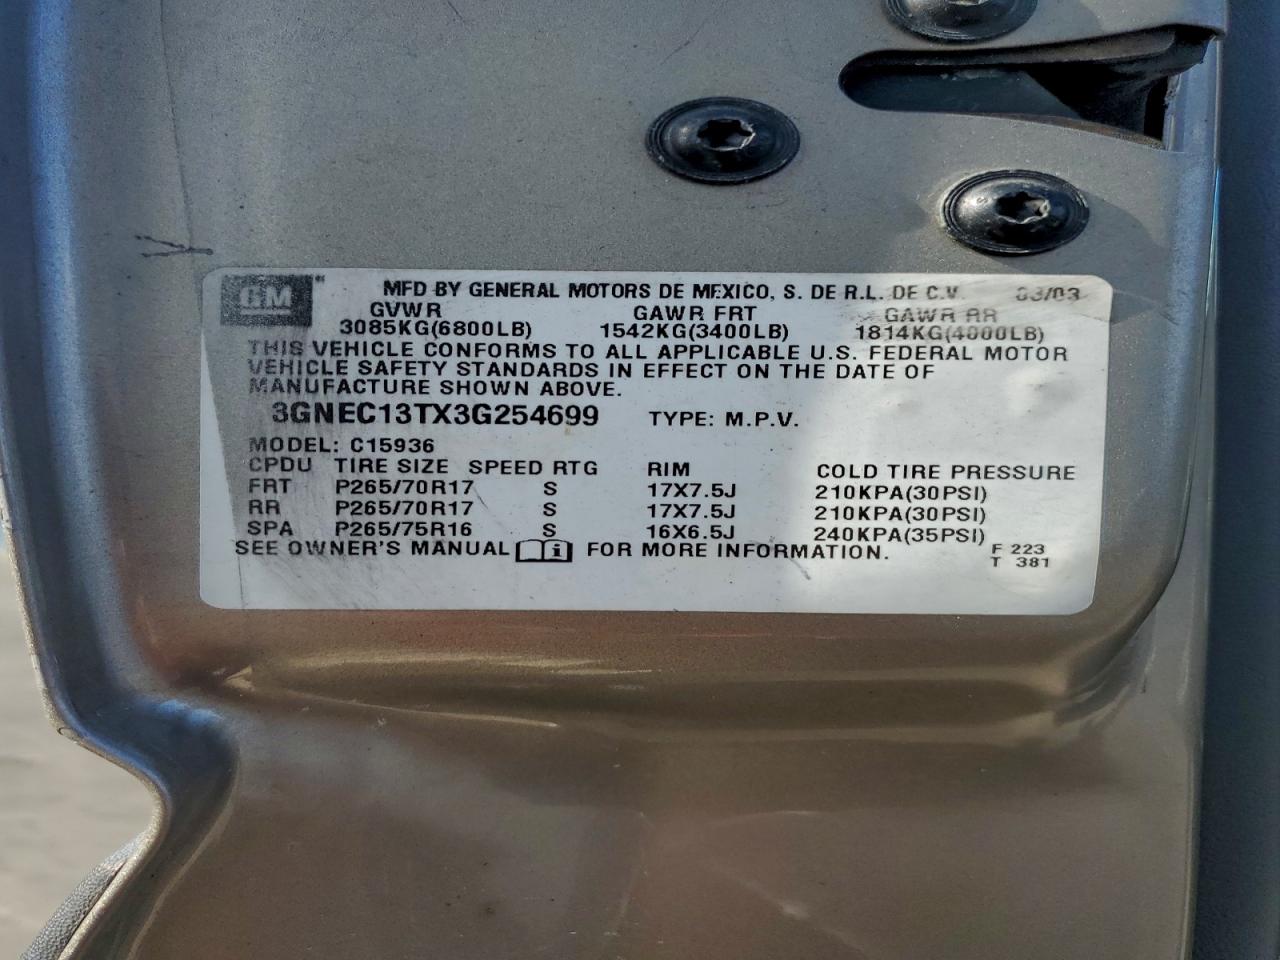 GM
MFD BY GENERAL MOTORS DE MEXICO, S. DE R.L. DE C.V. 03/03
GVWR GAWR FRT GAWR RR
3085KG(6800LB) 1542KG(3400LB) 1814KG(4000LB)
THIS VEHICLE CONFORMS TO ALL APPLICABLE U.S. FEDERAL MOTOR
VEHICLE SAFETY STANDARDS IN EFFECT ON THE DATE OF
MANUFACTURE SHOWN ABOVE.
3GNEC13TX3G254699 TYPE: M.P.V.
MODEL: C15936
CPDU TIRE SIZE SPEED RTG RIM COLD TIRE PRESSURE
FRT P265/70R17 S 17X7.5J 210KPA(30PSI)
RR P265/70R17 S 17X7.5J 210KPA(30PSI)
SPA P265/75R16 S 16X6.5J 240KPA(35PSI)
SEE OWNER'S MANUAL i FOR MORE INFORMATION. F 223
T 381